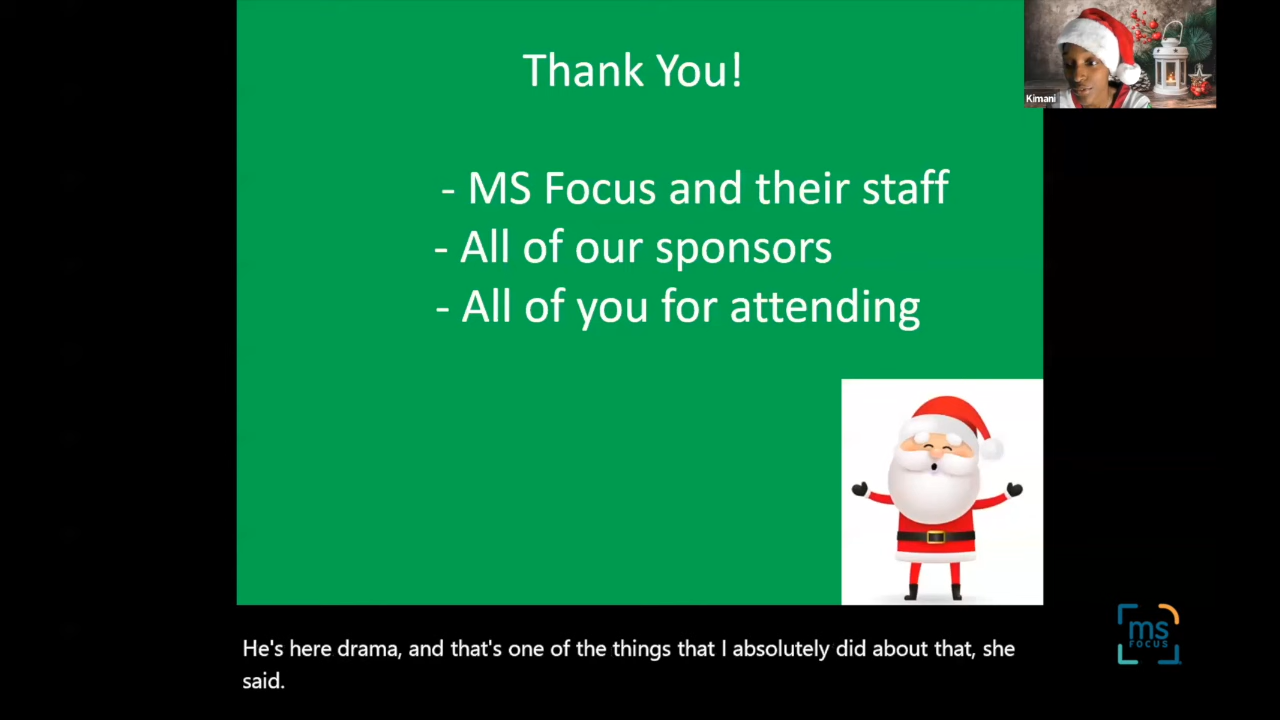 Thank You!
Kimani
- MS Focus and their staff
- All of our sponsors
- All of you for attending
He's here drama, and that's one of the things that I absolutely did about that, she
said.
ms
FOCUS